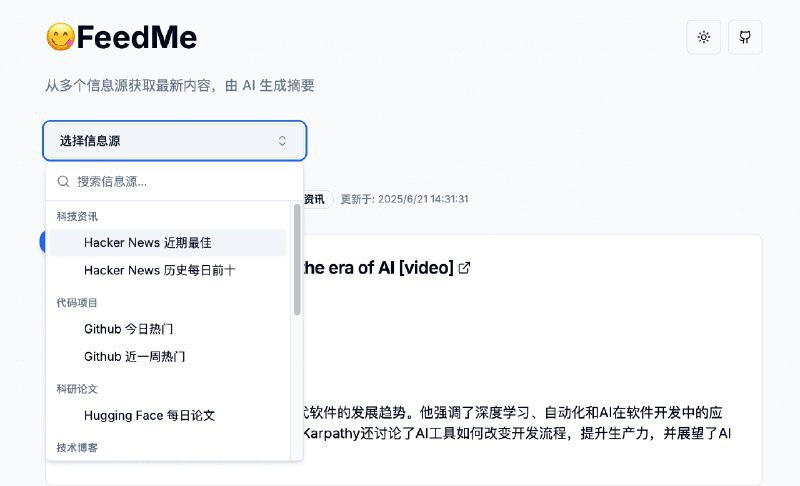 😋FeedMe
从多个信息源获取最新内容，由 AI 生成摘要
选择信息源
搜索信息源...
资讯 更新于: 2025/6/21 14:31:31
科技资讯
Hacker News 近期最佳
Hacker News 历史每日前十
the era of AI [video]
代码项目
Github 今日热门
Github 近一周热门
科研论文
Hugging Face 每日论文
软件的发展趋势。他强调了深度学习、自动化和AI在软件开发中的应
Karpathy还讨论了AI工具如何改变开发流程，提升生产力，并展望了AI
技术博客